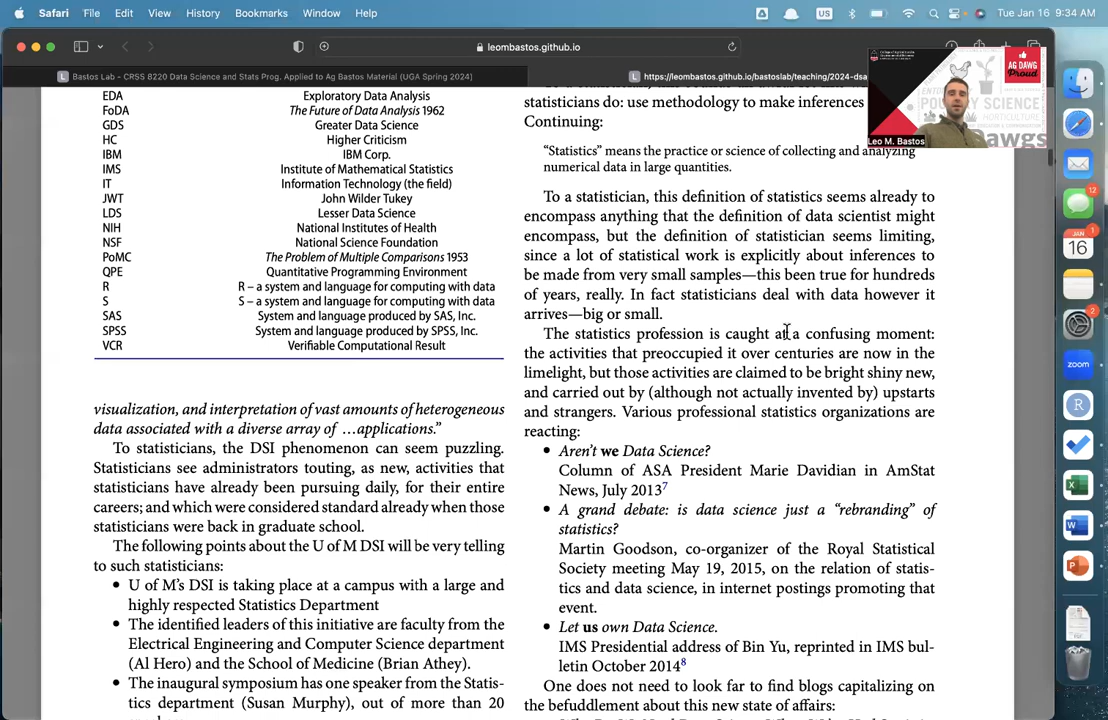 Safari File Edit View History Bookmarks Window Help
US
Tue Jan 16 9:34 AM
leombastos.github.io
L Bastos Lab - CRSS 8220 Data Science and Stats Prog. Applied to Ag Bastos Material (UGA Spring 2024)
L https://leombastos.github.io/bastoslab/teaching/2024-dsa
EDA Exploratory Data Analysis
FoDA The Future of Data Analysis 1962
GDS Greater Data Science
HC Higher Criticism
IBM IBM Corp.
IMS Institute of Mathematical Statistics
IT Information Technology (the field)
JWT John Wilder Tukey
LDS Lesser Data Science
NIH National Institutes of Health
NSF National Science Foundation
PoMC The Problem of Multiple Comparisons 1953
QPE Quantitative Programming Environment
R R – a system and language for computing with data
S S – a system and language for computing with data
SAS System and language produced by SAS, Inc.
SPSS System and language produced by SPSS, Inc.
VCR Verifiable Computational Result
visualization, and interpretation of vast amounts of heterogeneous
data associated with a diverse array of …applications.”
To statisticians, the DSI phenomenon can seem puzzling.
Statisticians see administrators touting, as new, activities that
statisticians have already been pursuing daily, for their entire
careers; and which were considered standard already when those
statisticians were back in graduate school.
The following points about the U of M DSI will be very telling
to such statisticians:
• U of M’s DSI is taking place at a campus with a large and
highly respected Statistics Department
• The identified leaders of this initiative are faculty from the
Electrical Engineering and Computer Science department
(Al Hero) and the School of Medicine (Brian Athey).
• The inaugural symposium has one speaker from the Statis-
tics department (Susan Murphy), out of more than 20
statisticians do: use methodology to make inferences
Continuing:
“Statistics” means the practice or science of collecting and analyzing
numerical data in large quantities.
To a statistician, this definition of statistics seems already to
encompass anything that the definition of data scientist might
encompass, but the definition of statistician seems limiting,
since a lot of statistical work is explicitly about inferences to
be made from very small samples—this been true for hundreds
of years, really. In fact statisticians deal with data however it
arrives—big or small.
The statistics profession is caught at a confusing moment:
the activities that preoccupied it over centuries are now in the
limelight, but those activities are claimed to be bright shiny new,
and carried out by (although not actually invented by) upstarts
and strangers. Various professional statistics organizations are
reacting:
• Aren’t we Data Science?
Column of ASA President Marie Davidian in AmStat
News, July 2013⁷
• A grand debate: is data science just a “rebranding” of
statistics?
Martin Goodson, co-organizer of the Royal Statistical
Society meeting May 19, 2015, on the relation of statis-
tics and data science, in internet postings promoting that
event.
• Let us own Data Science.
IMS Presidential address of Bin Yu, reprinted in IMS bul-
letin October 2014⁸
One does not need to look far to find blogs capitalizing on
the befuddlement about this new state of affairs:
AG DAWG
Proud
SCIENCE
HORTICULTURE
Leo M. Bastos
12
JAN 1
16
2
zoom
R